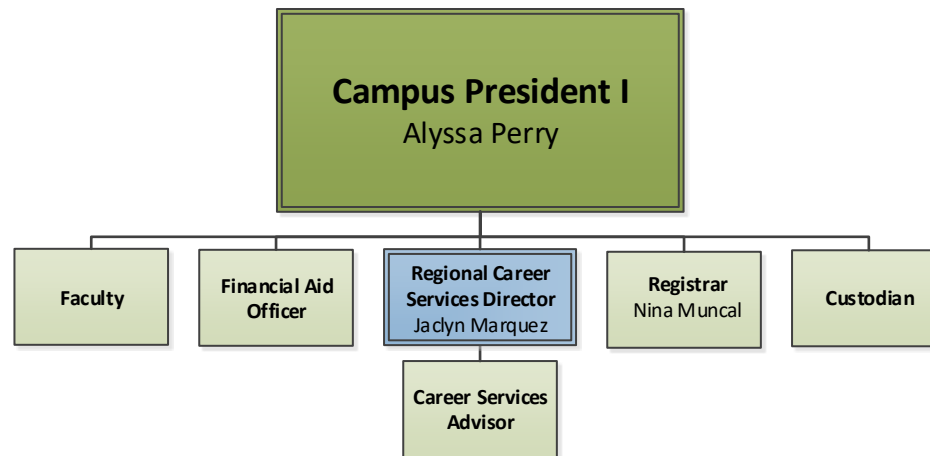 Campus President I
Alyssa Perry
Faculty
Financial Aid
Officer
Regional Career
Services Director
Jaclyn Marquez
Registrar
Nina Muncal
Custodian
Career Services
Advisor